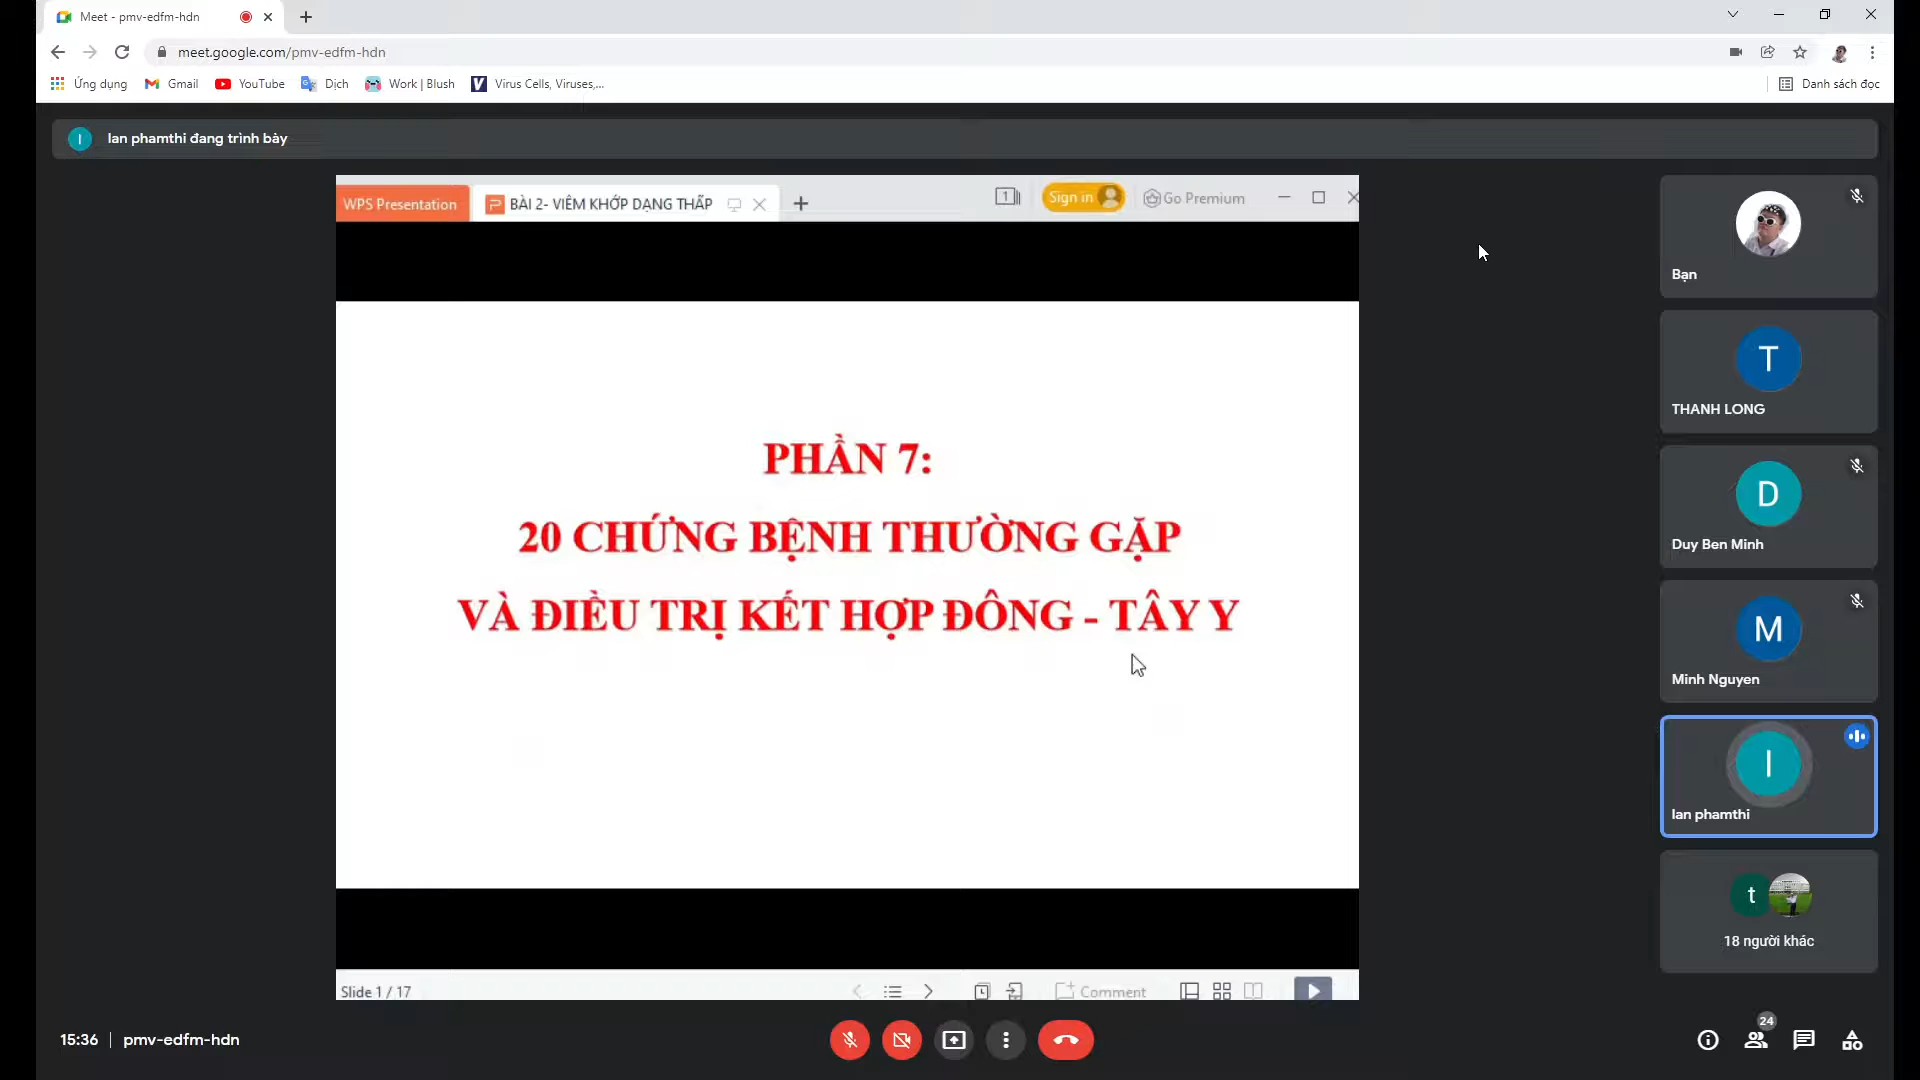 Meet - pmv-edfm-hdn
meet.google.com/pmv-edfm-hdn
Ứng dụng
Gmail
YouTube
Dịch
Work | Blush
V
Virus Cells, Viruses,...
Danh sách đọc
I
lan phamthi đang trình bày
WPS Presentation
BÀI 2- VIÊM KHỚP DẠNG THẤP
1
Sign in
Go Premium
PHẦN 7:
20 CHỨNG BỆNH THƯỜNG GẶP
VÀ ĐIỀU TRỊ KẾT HỢP ĐÔNG - TÂY Y
Slide 1 / 17
Comment
Bạn
T
THANH LONG
D
Duy Ben Minh
M
Minh Nguyen
I
lan phamthi
t
18 người khác
15:36 | pmv-edfm-hdn
24